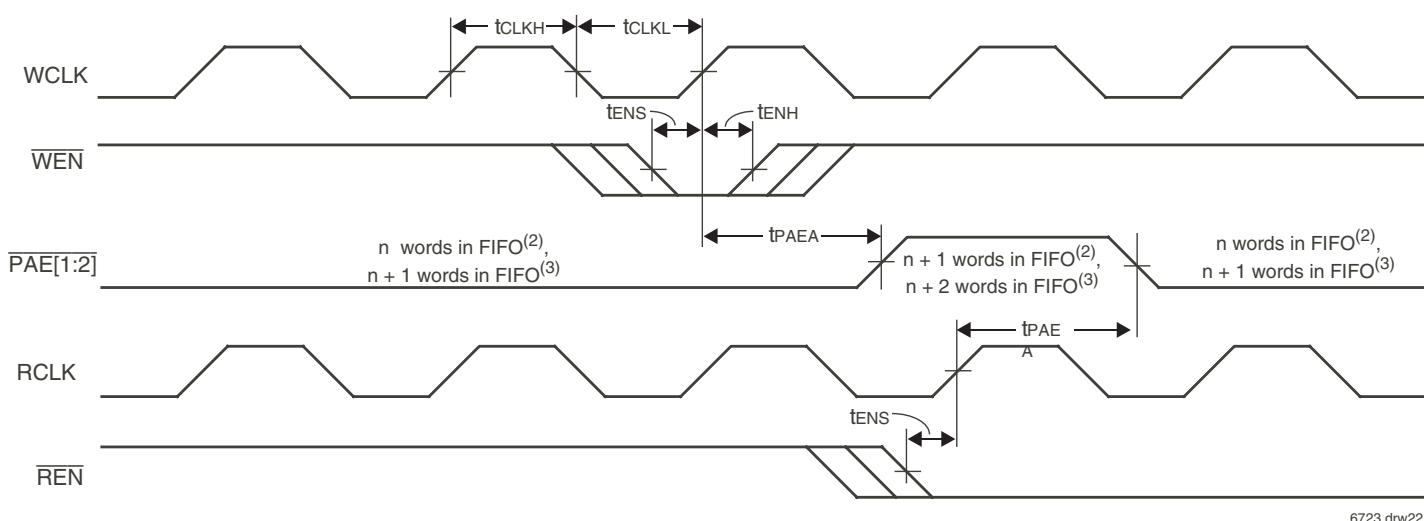 tCLKH
tCLKL
WCLK
tENS
tENH
WEN
tPAEA
PAE[1:2]
n words in FIFO(2),
n + 1 words in FIFO(3)
n + 1 words in FIFO(2),
n + 2 words in FIFO(3)
n words in FIFO(2),
n + 1 words in FIFO(3)
tPAE
A
RCLK
tENS
REN
6723 drw22